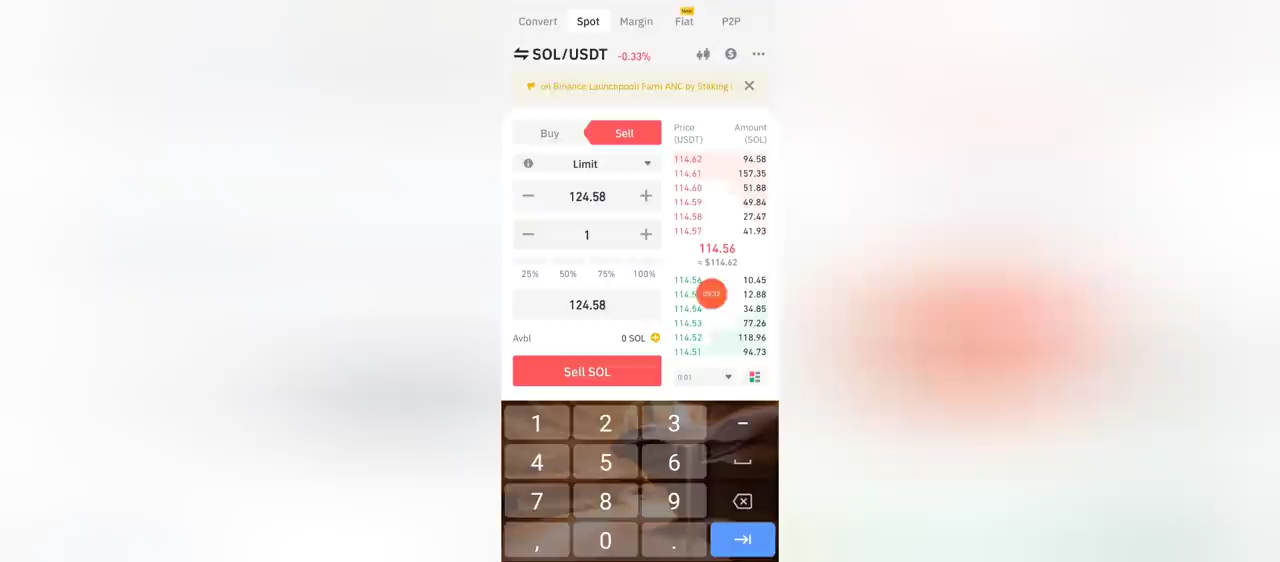 New
Convert Spot Margin Fiat P2P
SOL/USDT -0.33%
on Binance Launchpool! Farm ANC by Staking
Buy Sell
Limit
124.58
1
25% 50% 75% 100%
124.58
Avbl 0 SOL
Sell SOL
Price (USDT) Amount (SOL)
114.62 94.58
114.61 157.35
114.60 51.88
114.59 49.84
114.58 27.47
114.57 41.93
114.56
≈ $114.62
114.56 10.45
12.88
114.54 34.85
114.53 77.26
114.52 118.96
114.51 94.73
0.01
1 2 3 -
4 5 6
7 8 9
, 0 .